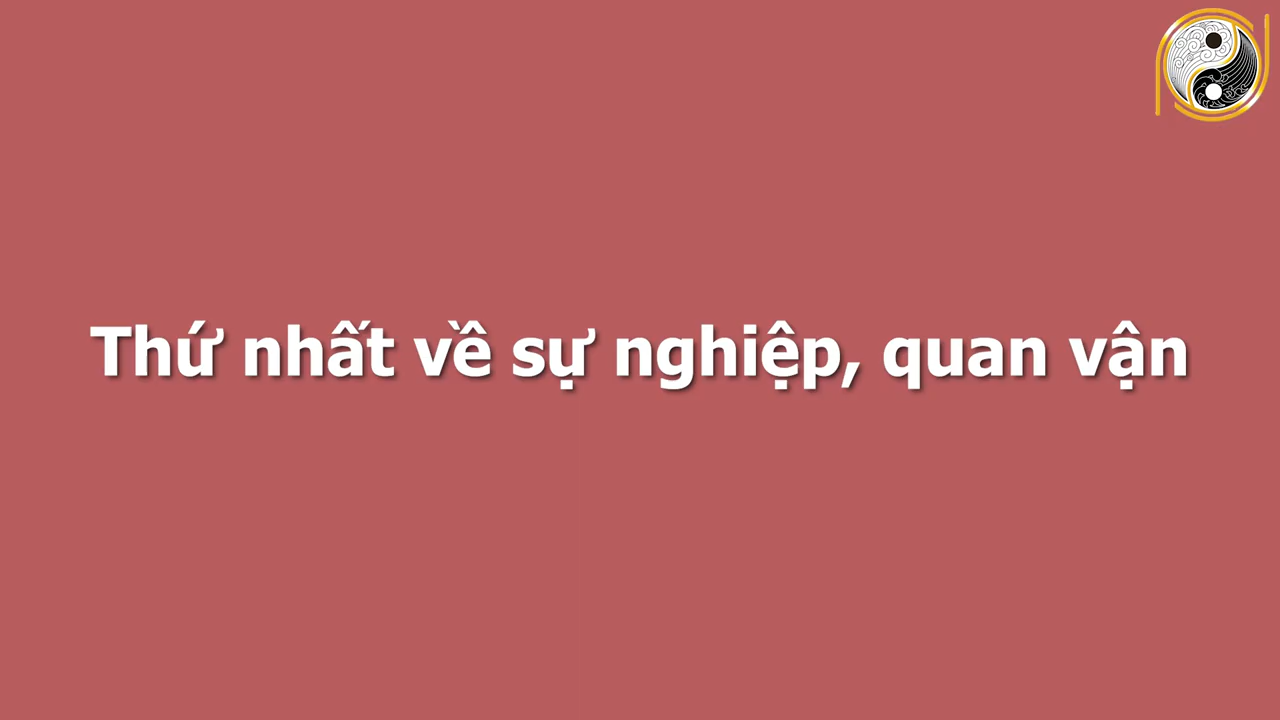 Thứ nhất về sự nghiệp, quan vận